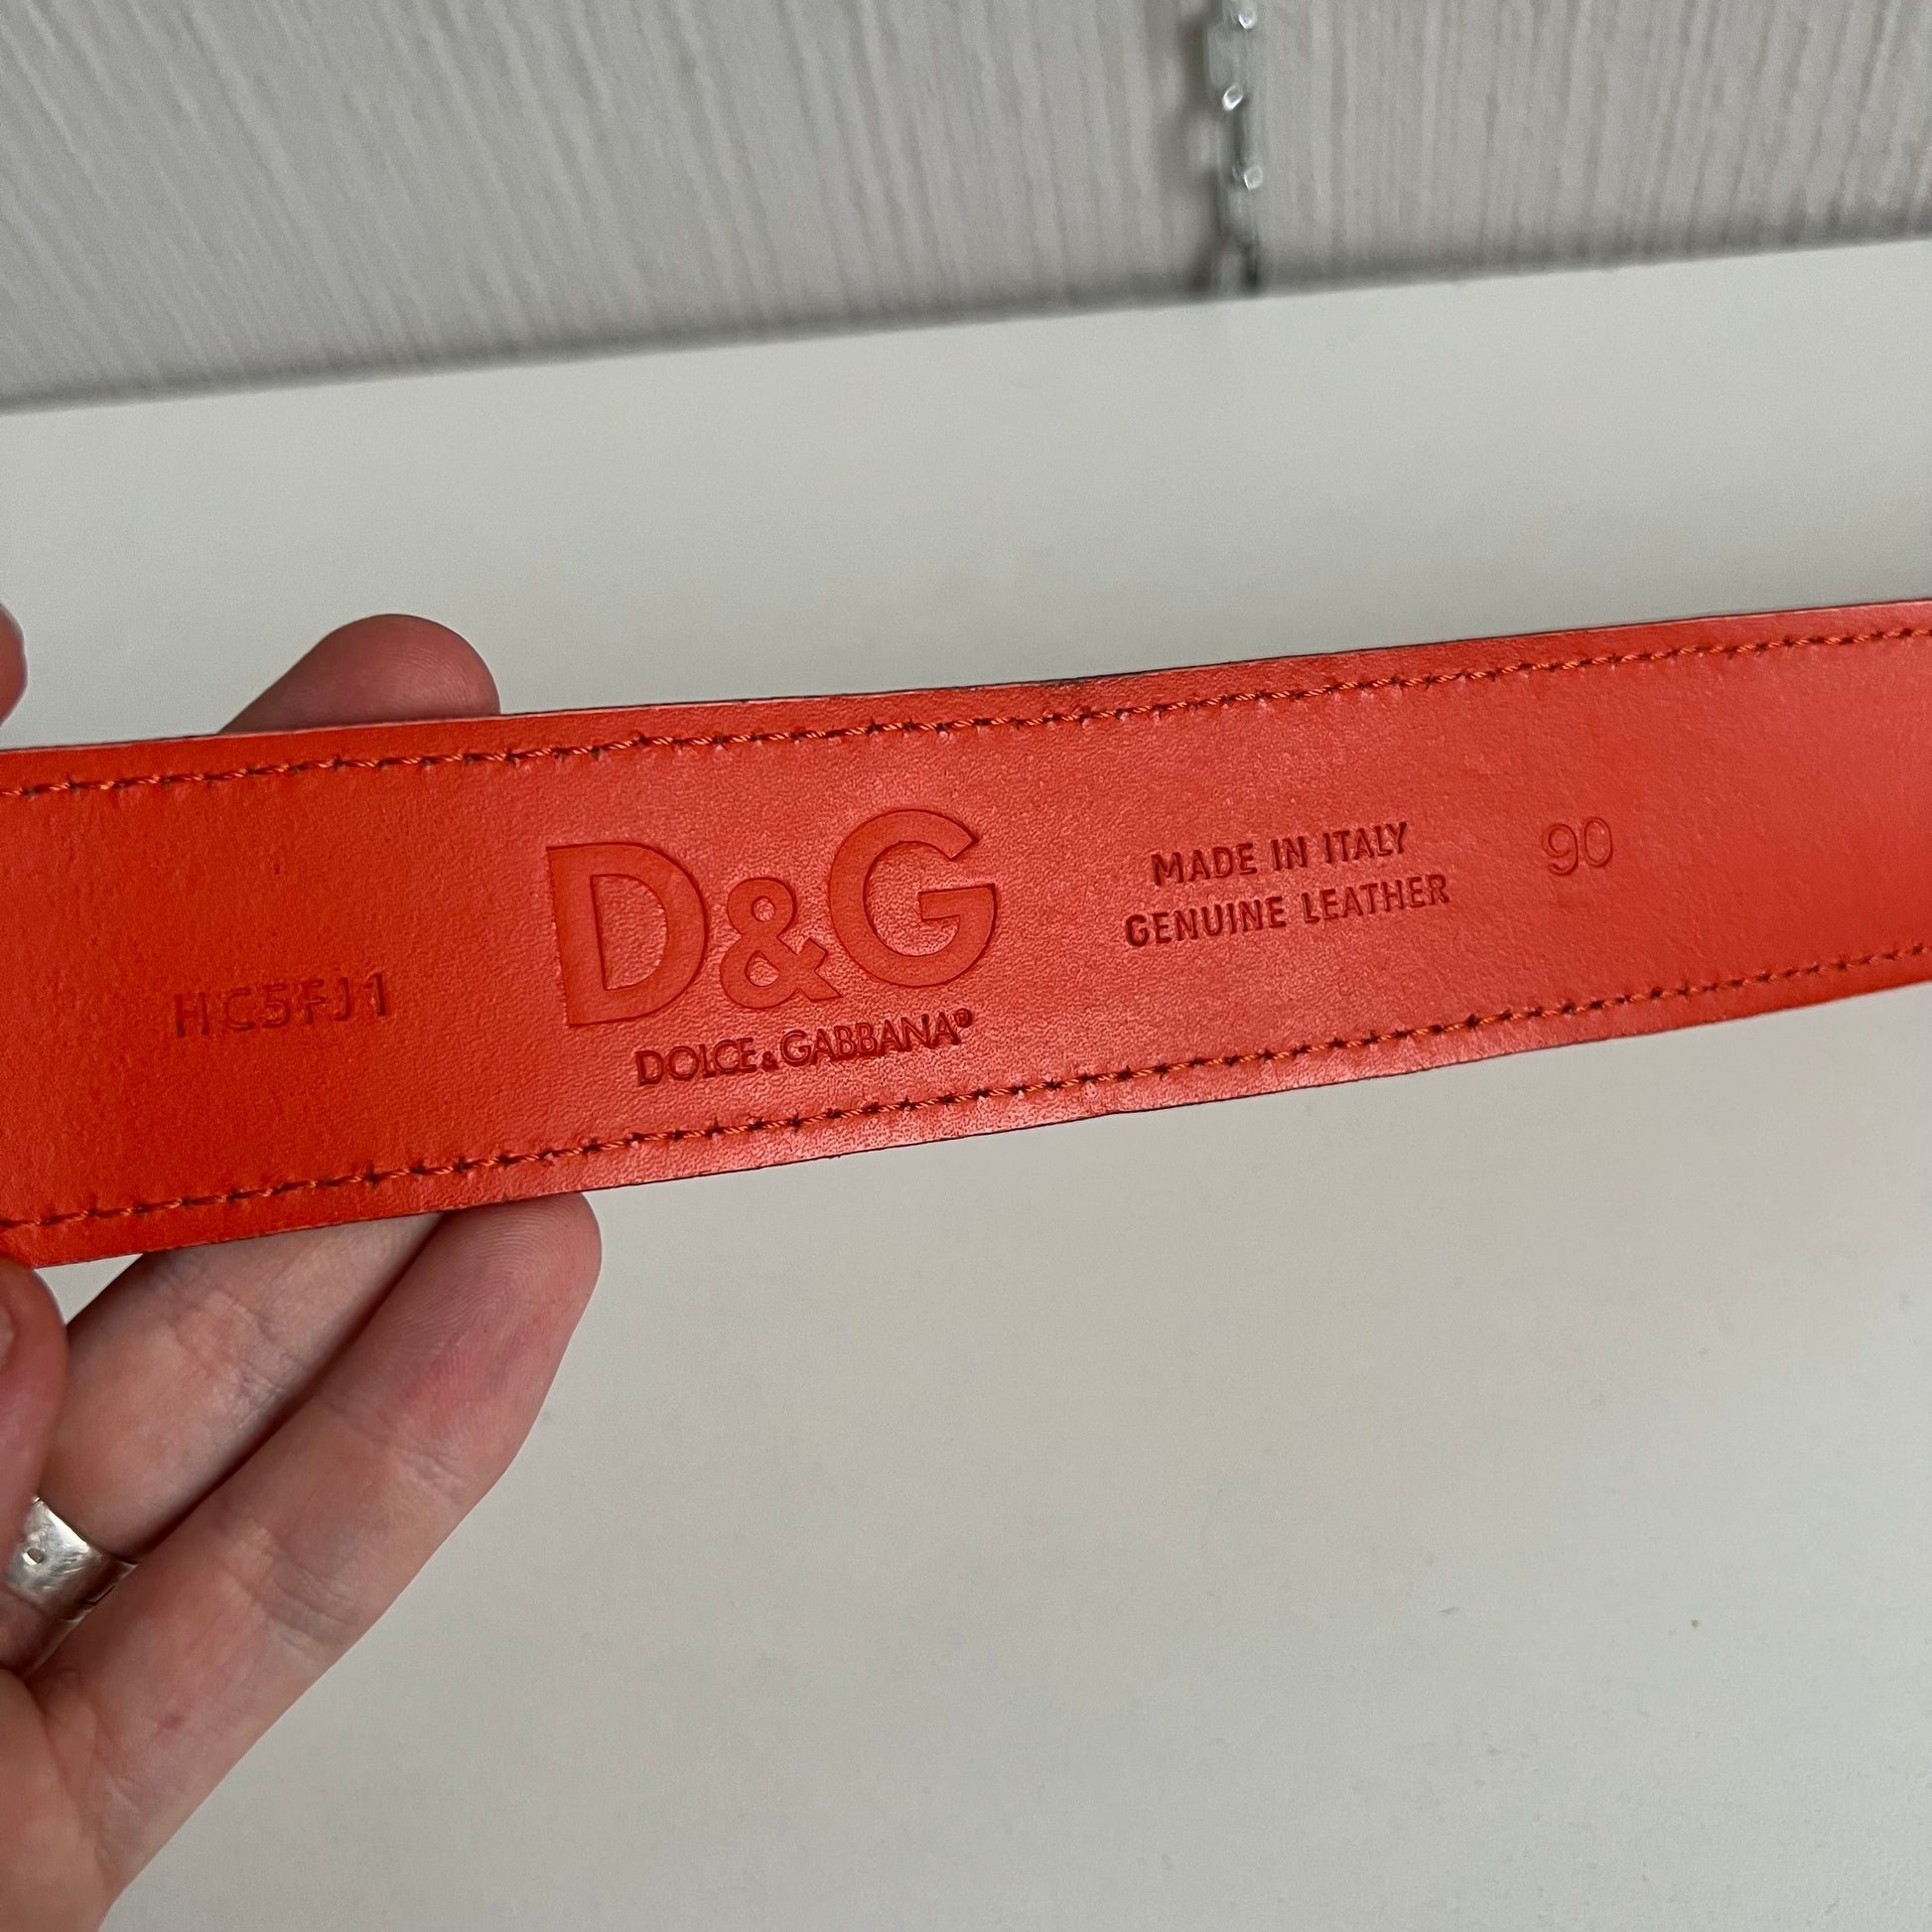 HC5FJ1
D&G
DOLCE&GABBANA®
MADE IN ITALY
GENUINE LEATHER
90